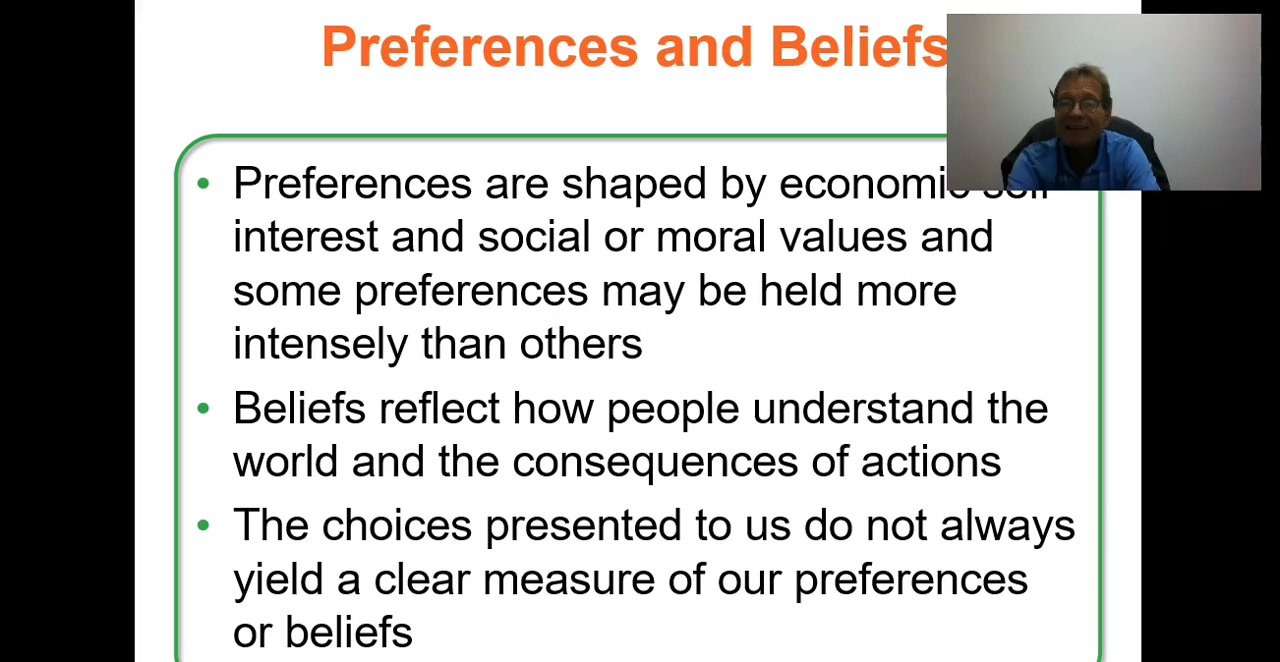 Preferences and Beliefs
• Preferences are shaped by economic
interest and social or moral values and
some preferences may be held more
intensely than others
• Beliefs reflect how people understand the
world and the consequences of actions
• The choices presented to us do not always
yield a clear measure of our preferences
or beliefs